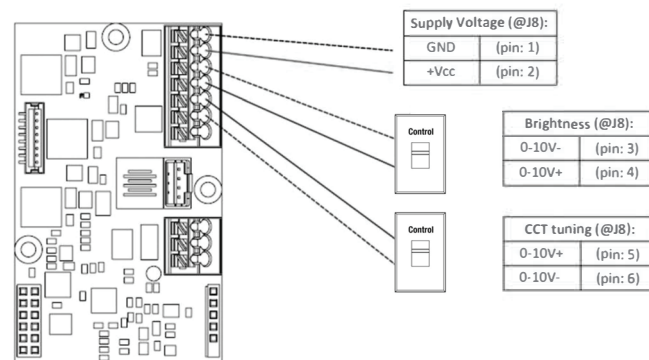 Supply Voltage (@J8):
GND (pin: 1)
+Vcc (pin: 2)
Control
Brightness (@J8):
0-10V- (pin: 3)
0-10V+ (pin: 4)
Control
CCT tuning (@J8):
0-10V+ (pin: 5)
0-10V- (pin: 6)